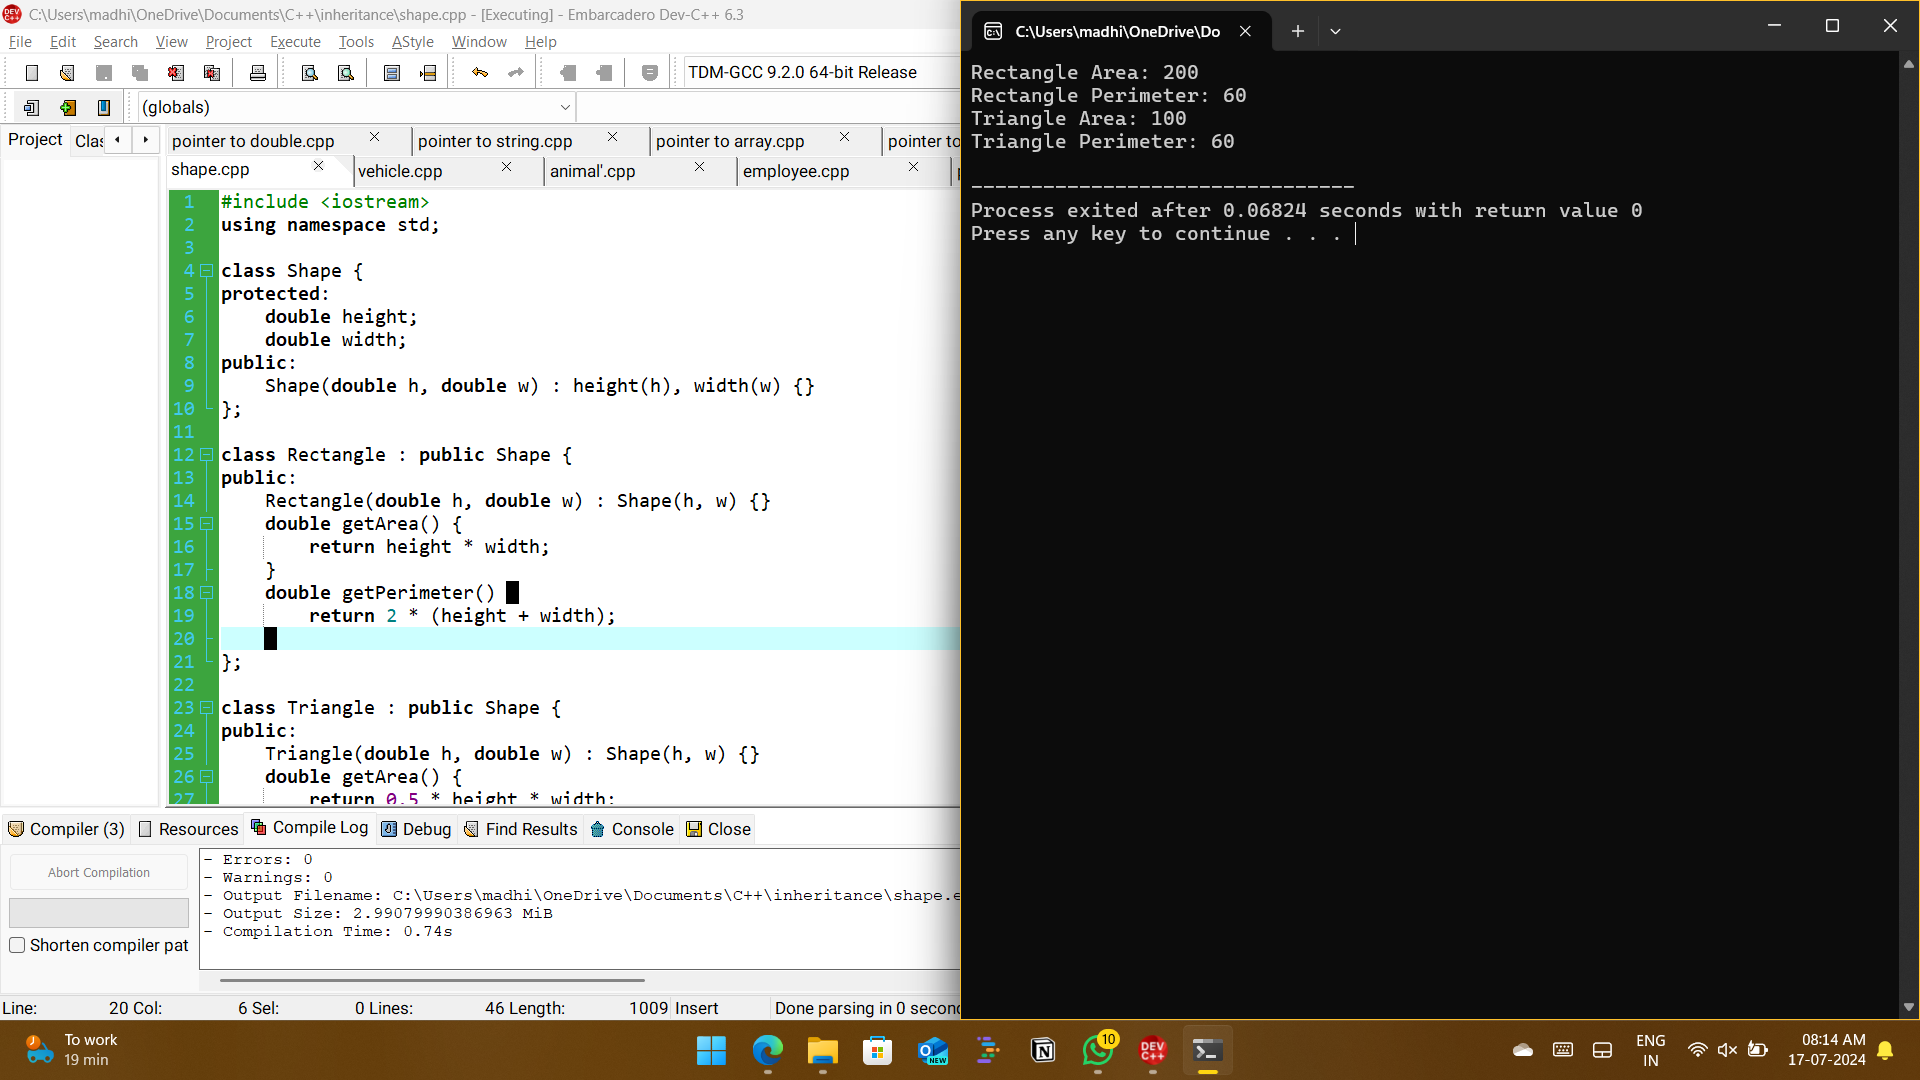 C:\Users\madhi\OneDrive\Documents\C++\inheritance\shape.cpp - [Executing] - Embarcadero Dev-C++ 6.3
File Edit Search View Project Execute Tools AStyle Window Help
TDM-GCC 9.2.0 64-bit Release
(globals)
Project Clas
pointer to double.cpp pointer to string.cpp pointer to array.cpp pointer to
shape.cpp vehicle.cpp animal'.cpp employee.cpp
1 #include <iostream>
2 using namespace std;
3
4 class Shape {
5 protected:
6 double height;
7 double width;
8 public:
9 Shape(double h, double w) : height(h), width(w) {}
10 };
11
12 class Rectangle : public Shape {
13 public:
14 Rectangle(double h, double w) : Shape(h, w) {}
15 double getArea() {
16 return height * width;
17 }
18 double getPerimeter()
19 return 2 * (height + width);
20
21 };
22
23 class Triangle : public Shape {
24 public:
25 Triangle(double h, double w) : Shape(h, w) {}
26 double getArea() {
27 return 0.5 * height * width;
Compiler (3) Resources Compile Log Debug Find Results Console Close
Abort Compilation
Shorten compiler pat
- Errors: 0
- Warnings: 0
- Output Filename: C:\Users\madhi\OneDrive\Documents\C++\inheritance\shape.e
- Output Size: 2.99079990386963 MiB
- Compilation Time: 0.74s
Line: 20 Col: 6 Sel: 0 Lines: 46 Length: 1009 Insert Done parsing in 0 secon
C:\Users\madhi\OneDrive\Do
Rectangle Area: 200
Rectangle Perimeter: 60
Triangle Area: 100
Triangle Perimeter: 60
--------------------------------
Process exited after 0.06824 seconds with return value 0
Press any key to continue . . .
To work
19 min
NEW
10
DEV C++
ENG
IN
08:14 AM
17-07-2024